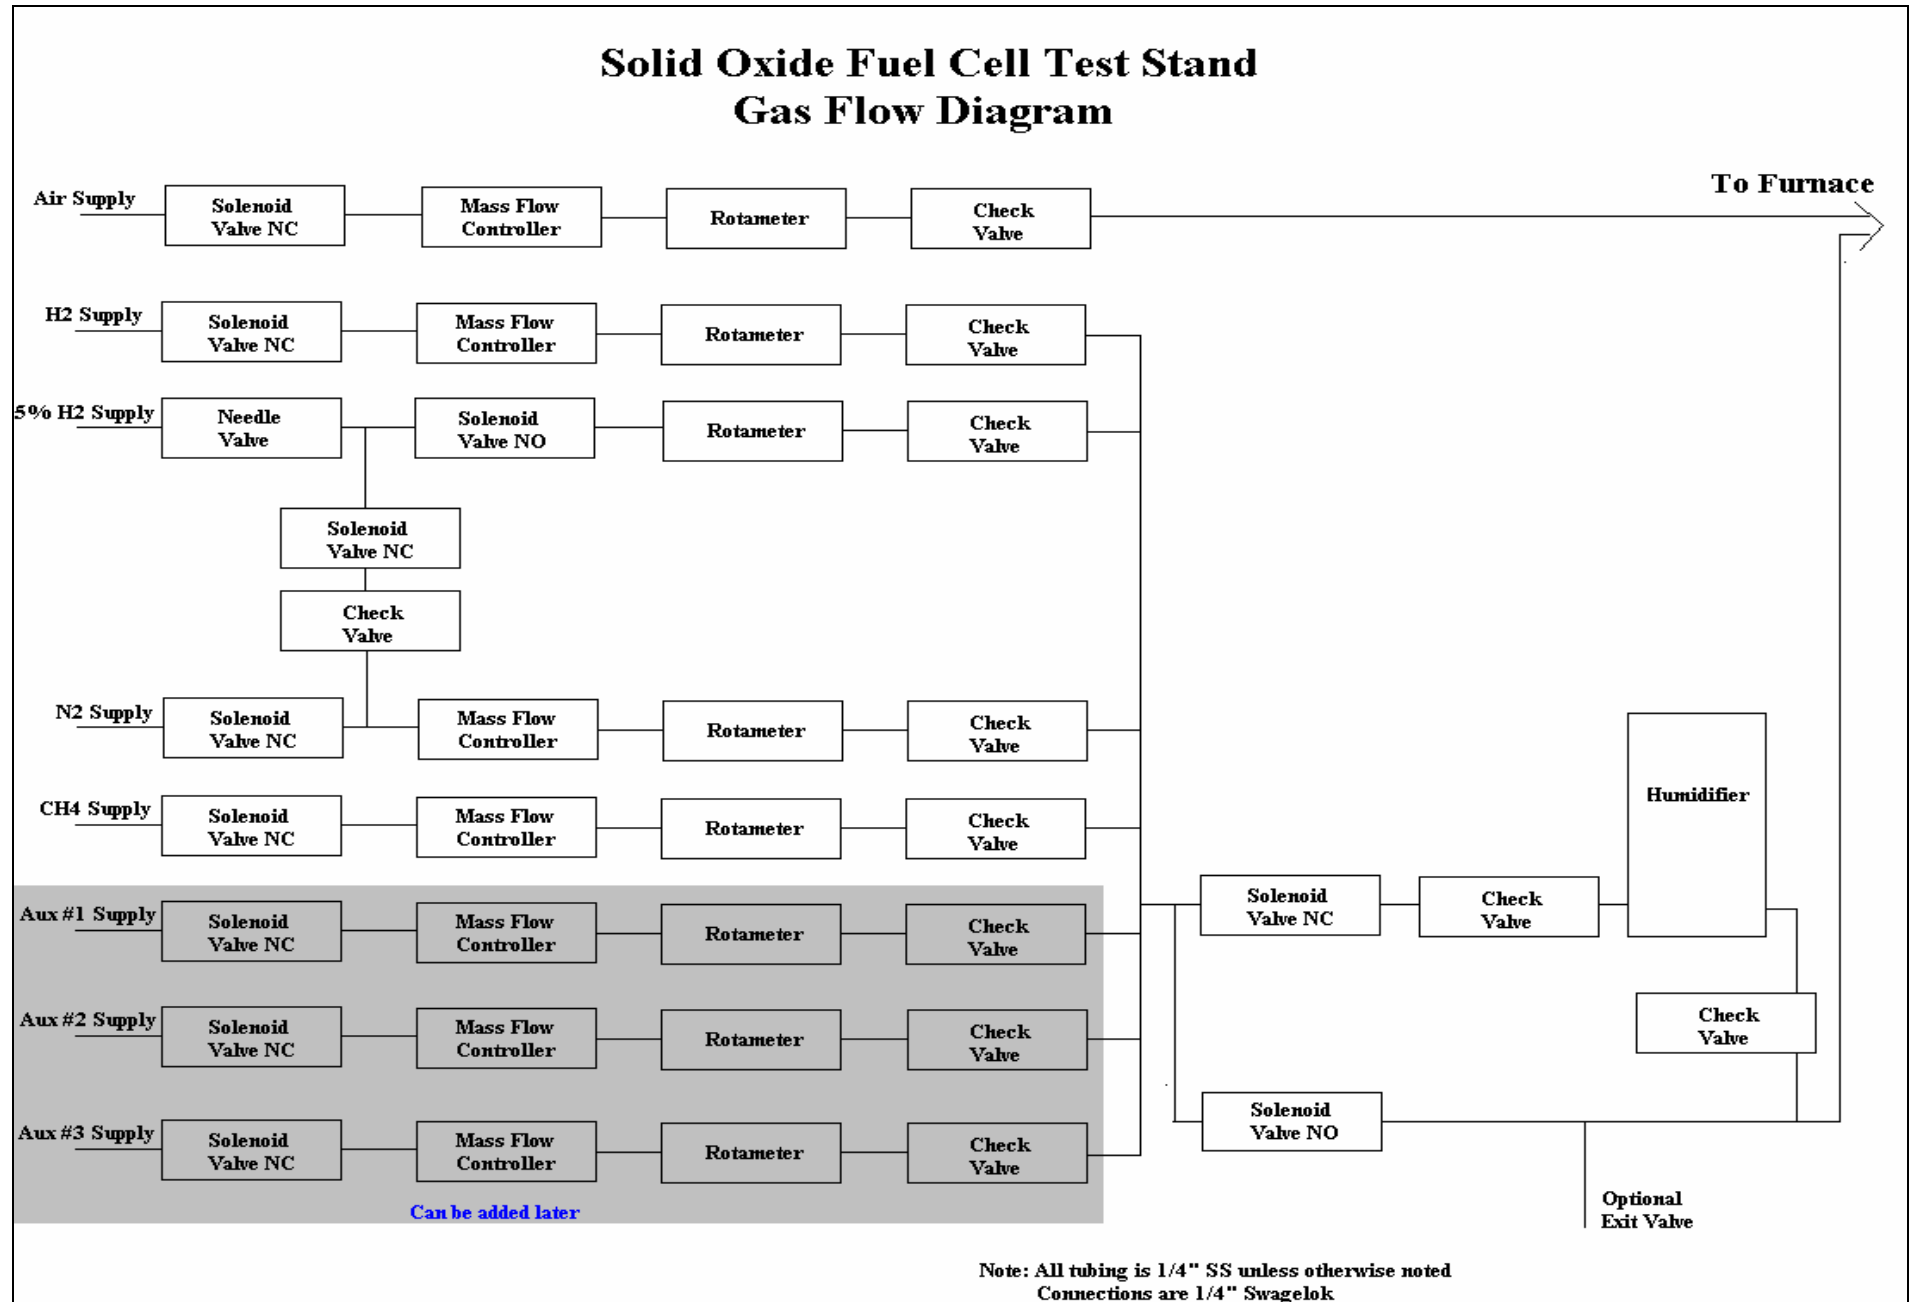 Solid Oxide Fuel Cell Test Stand
Gas Flow Diagram
To Furnace
Air Supply
Solenoid
Valve NC
Mass Flow
Controller
Rotameter
Check
Valve
H2 Supply
Solenoid
Valve NC
Mass Flow
Controller
Rotameter
Check
Valve
5% H2 Supply
Needle
Valve
Solenoid
Valve NO
Rotameter
Check
Valve
Solenoid
Valve NC
Check
Valve
N2 Supply
Solenoid
Valve NC
Mass Flow
Controller
Rotameter
Check
Valve
CH4 Supply
Solenoid
Valve NC
Mass Flow
Controller
Rotameter
Check
Valve
Aux #1 Supply
Solenoid
Valve NC
Mass Flow
Controller
Rotameter
Check
Valve
Aux #2 Supply
Solenoid
Valve NC
Mass Flow
Controller
Rotameter
Check
Valve
Aux #3 Supply
Solenoid
Valve NC
Mass Flow
Controller
Rotameter
Check
Valve
Can be added later
Solenoid
Valve NC
Check
Valve
Humidifier
Check
Valve
Solenoid
Valve NO
Optional
Exit Valve
Note: All tubing is 1/4" SS unless otherwise noted
Connections are 1/4" Swagelok